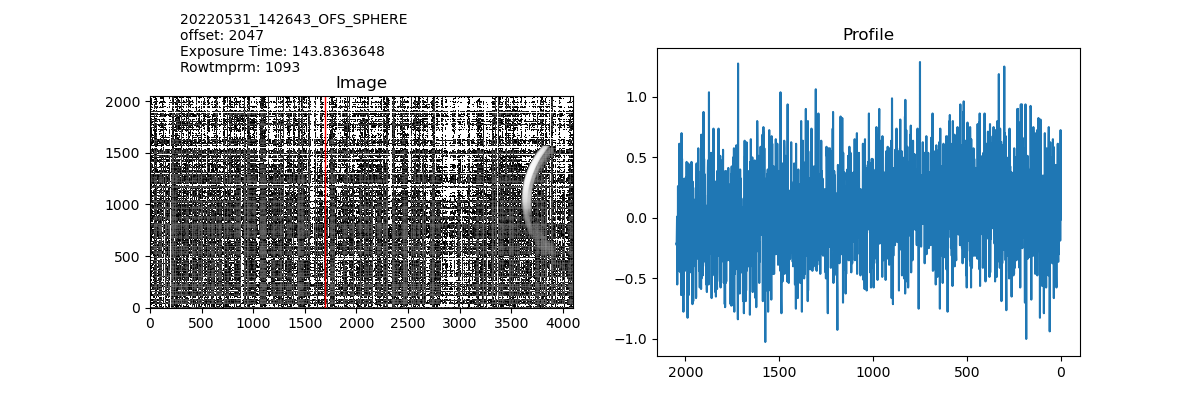 20220531_142643_OFS_SPHERE
offset: 2047
Exposure Time: 143.8363648
Rowtmprm: 1093
Image
2000
1500
1000
500
0
0 500 1000 1500 2000 2500 3000 3500 4000
Profile
1.0
0.5
0.0
−0.5
−1.0
2000 1500 1000 500 0